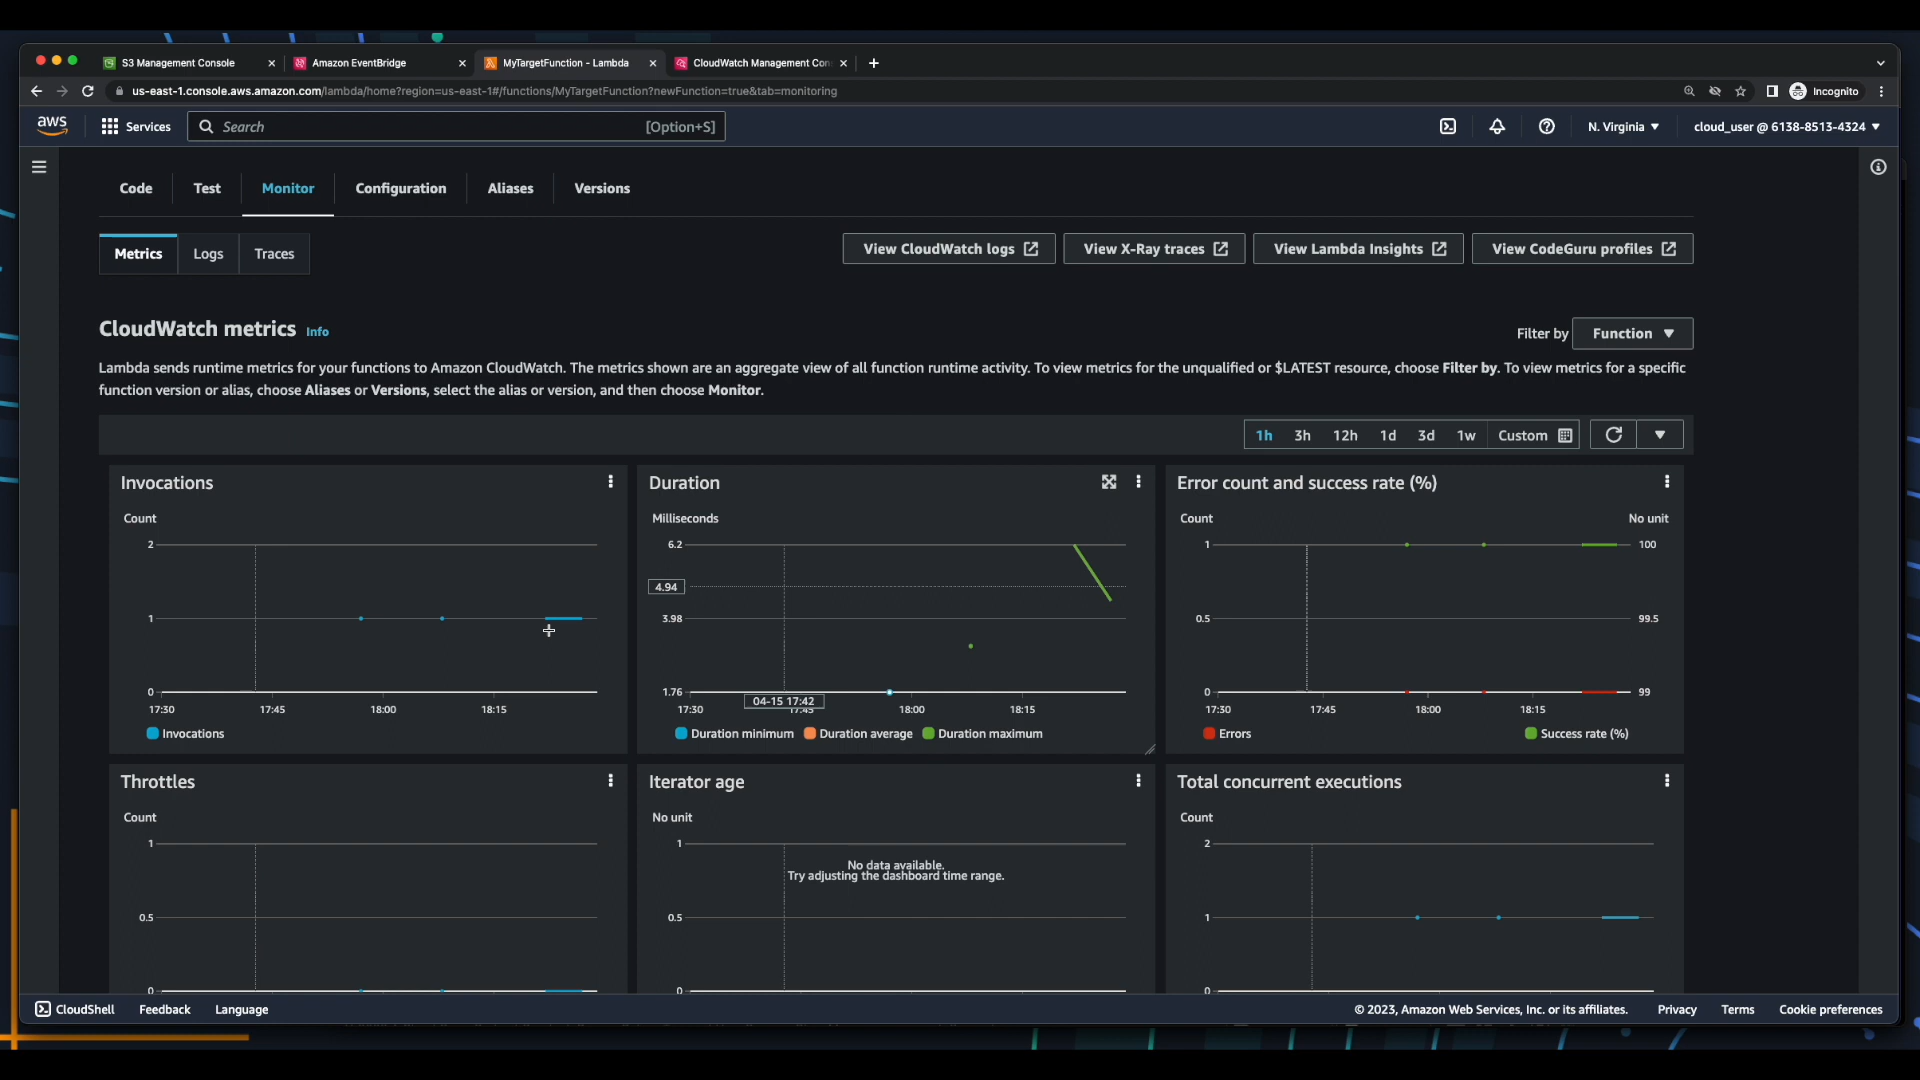 S3 Management Console
Amazon EventBridge
MyTargetFunction - Lambda
CloudWatch Management Con
us-east-1.console.aws.amazon.com/lambda/home?region=us-east-1#/functions/MyTargetFunction?newFunction=true&tab=monitoring
Incognito
aws
Services
Search
[Option+S]
N. Virginia
cloud_user @ 6138-8513-4324
Code
Test
Monitor
Configuration
Aliases
Versions
Metrics
Logs
Traces
View CloudWatch logs
View X-Ray traces
View Lambda Insights
View CodeGuru profiles
CloudWatch metrics Info
Filter by
Function
Lambda sends runtime metrics for your functions to Amazon CloudWatch. The metrics shown are an aggregate view of all function runtime activity. To view metrics for the unqualified or $LATEST resource, choose Filter by. To view metrics for a specific
function version or alias, choose Aliases or Versions, select the alias or version, and then choose Monitor.
1h
3h
12h
1d
3d
1w
Custom
Invocations
Count
2
1
0
17:30
17:45
18:00
18:15
Invocations
Duration
Milliseconds
6.2
4.94
3.98
1.76
17:30
04-15 17:42
17:45
18:00
18:15
Duration minimum
Duration average
Duration maximum
Error count and success rate (%)
Count
No unit
1
100
0.5
99.5
0
99
17:30
17:45
18:00
18:15
Errors
Success rate (%)
Throttles
Count
1
0.5
0
Iterator age
No unit
1
No data available.
Try adjusting the dashboard time range.
0.5
0
Total concurrent executions
Count
2
1
0
CloudShell
Feedback
Language
© 2023, Amazon Web Services, Inc. or its affiliates.
Privacy
Terms
Cookie preferences